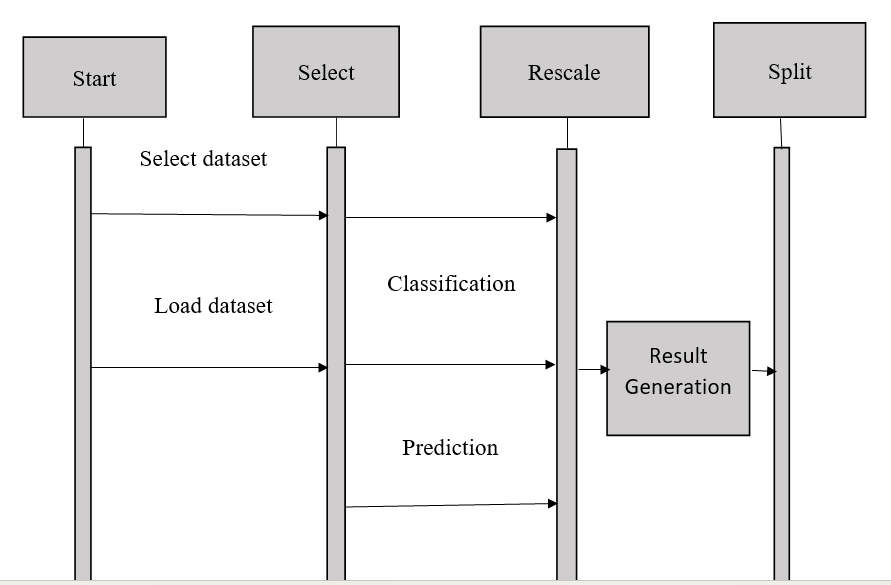 Start
Select
Rescale
Split
Select dataset
Classification
Load dataset
Result
Generation
Prediction